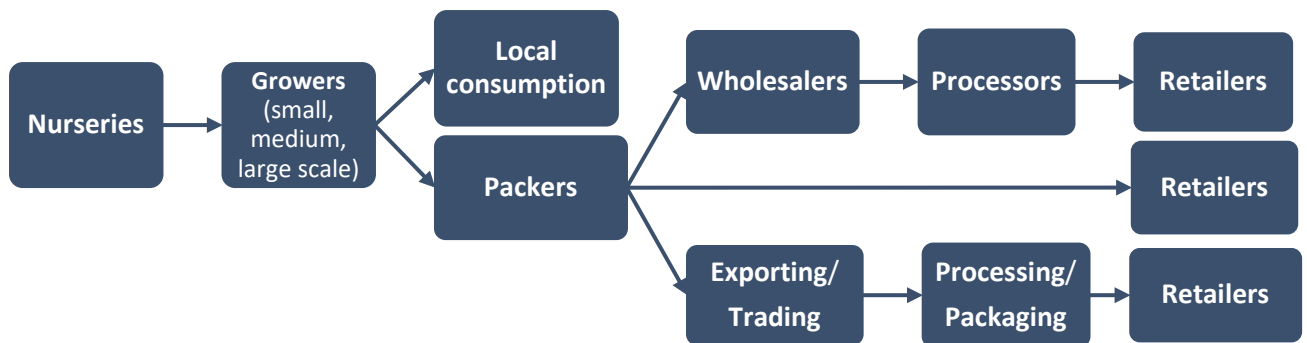 Nurseries
Growers
(small,
medium,
large scale)
Local
consumption
Packers
Wholesalers
Processors
Retailers
Retailers
Exporting/
Trading
Processing/
Packaging
Retailers